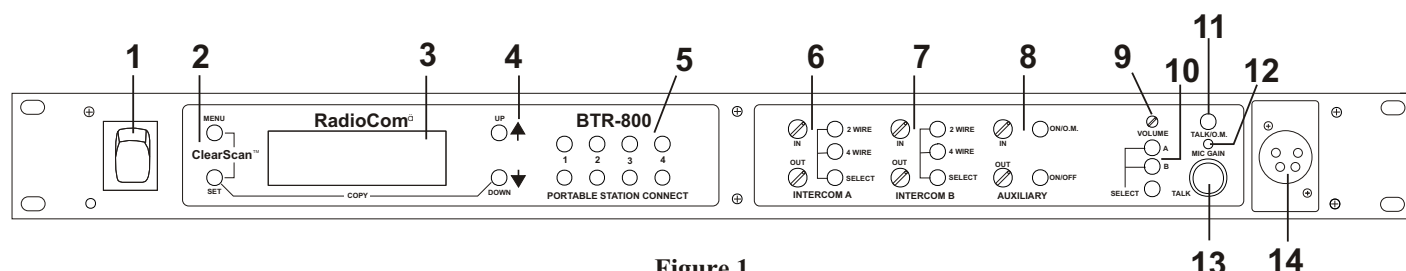 1 2 3 4 5 6 7 8 9 10 11 12
MENU
ClearScan™
SET
RadioCom
COPY
UP
DOWN
BTR-800
1 2 3 4
PORTABLE STATION CONNECT
IN
2 WIRE
4 WIRE
OUT
SELECT
INTERCOM A
IN
2 WIRE
4 WIRE
OUT
SELECT
INTERCOM B
IN
ON/O.M.
OUT
ON/OFF
AUXILIARY
VOLUME
A
B
SELECT
TALK/O.M.
MIC GAIN
TALK
13 14
Figure 1